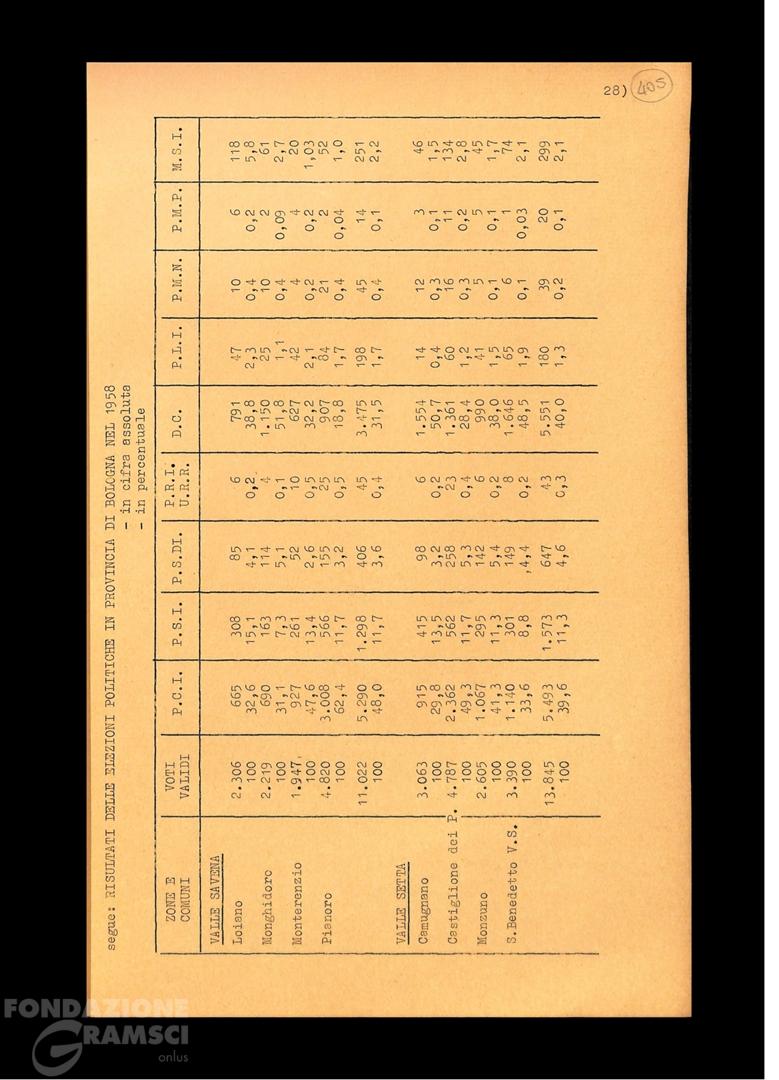 28) 405
segue: RISULTATI DELLE ELEZIONI POLITICHE IN PROVINCIA DI BOLOGNA NEL 1958
- in cifra assoluta
- in percentuale
ZONE E COMUNI VOTI VALIDI P.C.I. P.S.I. P.S.DI. P.R.I. U.R.R. D.C. P.L.I. P.M.N. P.M.P. M.S.I.
VALLE SAVENA
Loiano 2.306 665 308 85 6 791 47 10 6 118
100 32,6 15,1 4,1 0,2 38,8 2,3 0,4 0,2 5,8
Monghidoro 2.219 690 163 114 4 1.150 25 10 2 61
100 31,1 7,3 5,1 0,1 51,8 1,1 0,4 0,09 2,7
Monterenzio 1.947 927 261 52 10 627 42 4 4 20
100 47,6 13,4 2,6 0,5 32,2 2,1 0,2 0,2 1,03
Pianoro 4.820 3.008 566 155 25 907 84 21 2 52
100 62,4 11,7 3,2 0,5 18,8 1,7 0,4 0,04 1,0
11.022 5.290 1.298 406 45 3.475 198 45 14 251
100 48,0 11,7 3,6 0,4 31,5 1,7 0,4 0,1 2,2
VALLE SETTA
Camugnano 3.063 915 415 98 6 1.554 14 12 3 46
100 29,8 13,5 3,2 0,2 50,7 0,4 0,3 0,1 1,5
Castiglione dei P. 4.787 2.362 562 258 23 1.361 60 16 11 134
100 49,3 11,7 5,3 0,4 28,4 1,2 0,3 0,2 2,8
Monzuno 2.605 1.067 295 142 6 990 41 5 5 45
100 41,3 11,3 5,4 0,2 38,0 1,5 0,1 0,1 1,7
S.Benedetto V.S. 3.390 1.140 301 149 8 1.646 65 6 1 74
100 33,6 8,8 4,4 0,2 48,5 1,9 0,1 0,03 2,1
13.845 5.493 1.573 647 43 5.551 180 39 20 299
100 39,6 11,3 4,6 0,3 40,0 1,3 0,2 0,1 2,1
FONDAZIONE
GRAMSCI
onlus